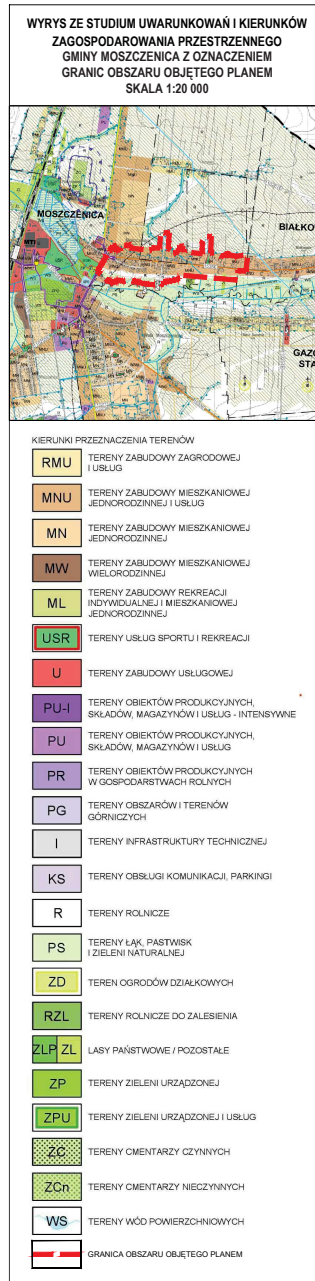 WYRYS ZE STUDIUM UWARUNKOWAŃ I KIERUNKÓW
ZAGOSPODAROWANIA PRZESTRZENNEGO
GMINY MOSZCZENICA Z OZNACZENIEM
GRANIC OBSZARU OBJĘTEGO PLANEM
SKALA 1:20 000
MOSZCZENICA
BIAŁKO
GAZO
STA
KIERUNKI PRZEZNACZENIA TERENÓW
RMU TERENY ZABUDOWY ZAGRODOWEJ
I USŁUG
MNU TERENY ZABUDOWY MIESZKANIOWEJ
JEDNORODZINNEJ I USŁUG
MN TERENY ZABUDOWY MIESZKANIOWEJ
JEDNORODZINNEJ
MW TERENY ZABUDOWY MIESZKANIOWEJ
WIELORODZINNEJ
ML TERENY ZABUDOWY REKREACJI
INDYWIDUALNEJ I MIESZKANIOWEJ
JEDNORODZINNEJ
USR TERENY USŁUG SPORTU I REKREACJI
U TERENY ZABUDOWY USŁUGOWEJ
PU-I TERENY OBIEKTÓW PRODUKCYJNYCH,
SKŁADÓW, MAGAZYNÓW I USŁUG - INTENSYWNE
PU TERENY OBIEKTÓW PRODUKCYJNYCH,
SKŁADÓW, MAGAZYNÓW I USŁUG
PR TERENY OBIEKTÓW PRODUKCYJNYCH
W GOSPODARSTWACH ROLNYCH
PG TERENY OBSZARÓW I TERENÓW
GÓRNICZYCH
I TERENY INFRASTRUKTURY TECHNICZNEJ
KS TERENY OBSŁUGI KOMUNIKACJI, PARKINGI
R TERENY ROLNICZE
PS TERENY ŁĄK, PASTWISK
I ZIELENI NATURALNEJ
ZD TEREN OGRODÓW DZIAŁKOWYCH
RZL TERENY ROLNICZE DO ZALESIENIA
ZLP ZL LASY PAŃSTWOWE / POZOSTAŁE
ZP TERENY ZIELENI URZĄDZONEJ
ZPU TERENY ZIELENI URZĄDZONEJ I USŁUG
ZC TERENY CMENTARZY CZYNNYCH
ZCn TERENY CMENTARZY NIECZYNNYCH
WS TERENY WÓD POWIERZCHNIOWYCH
GRANICA OBSZARU OBJĘTEGO PLANEM